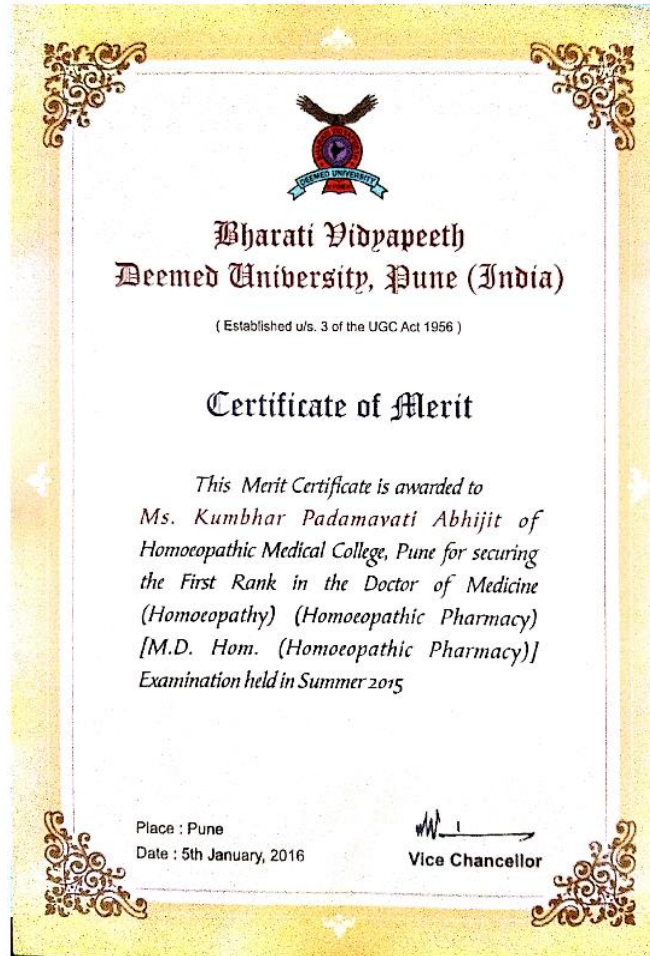 DEEMED UNIVERSITY
Bharati Vidyapeeth
Deemed University, Pune (India)
( Established u/s. 3 of the UGC Act 1956 )
Certificate of Merit
This Merit Certificate is awarded to
Ms. Kumbhar Padamavati Abhijit of
Homoeopathic Medical College, Pune for securing
the First Rank in the Doctor of Medicine
(Homoeopathy) (Homoeopathic Pharmacy)
[M.D. Hom. (Homoeopathic Pharmacy)]
Examination held in Summer 2015
Place : Pune
Date : 5th January, 2016
Vice Chancellor